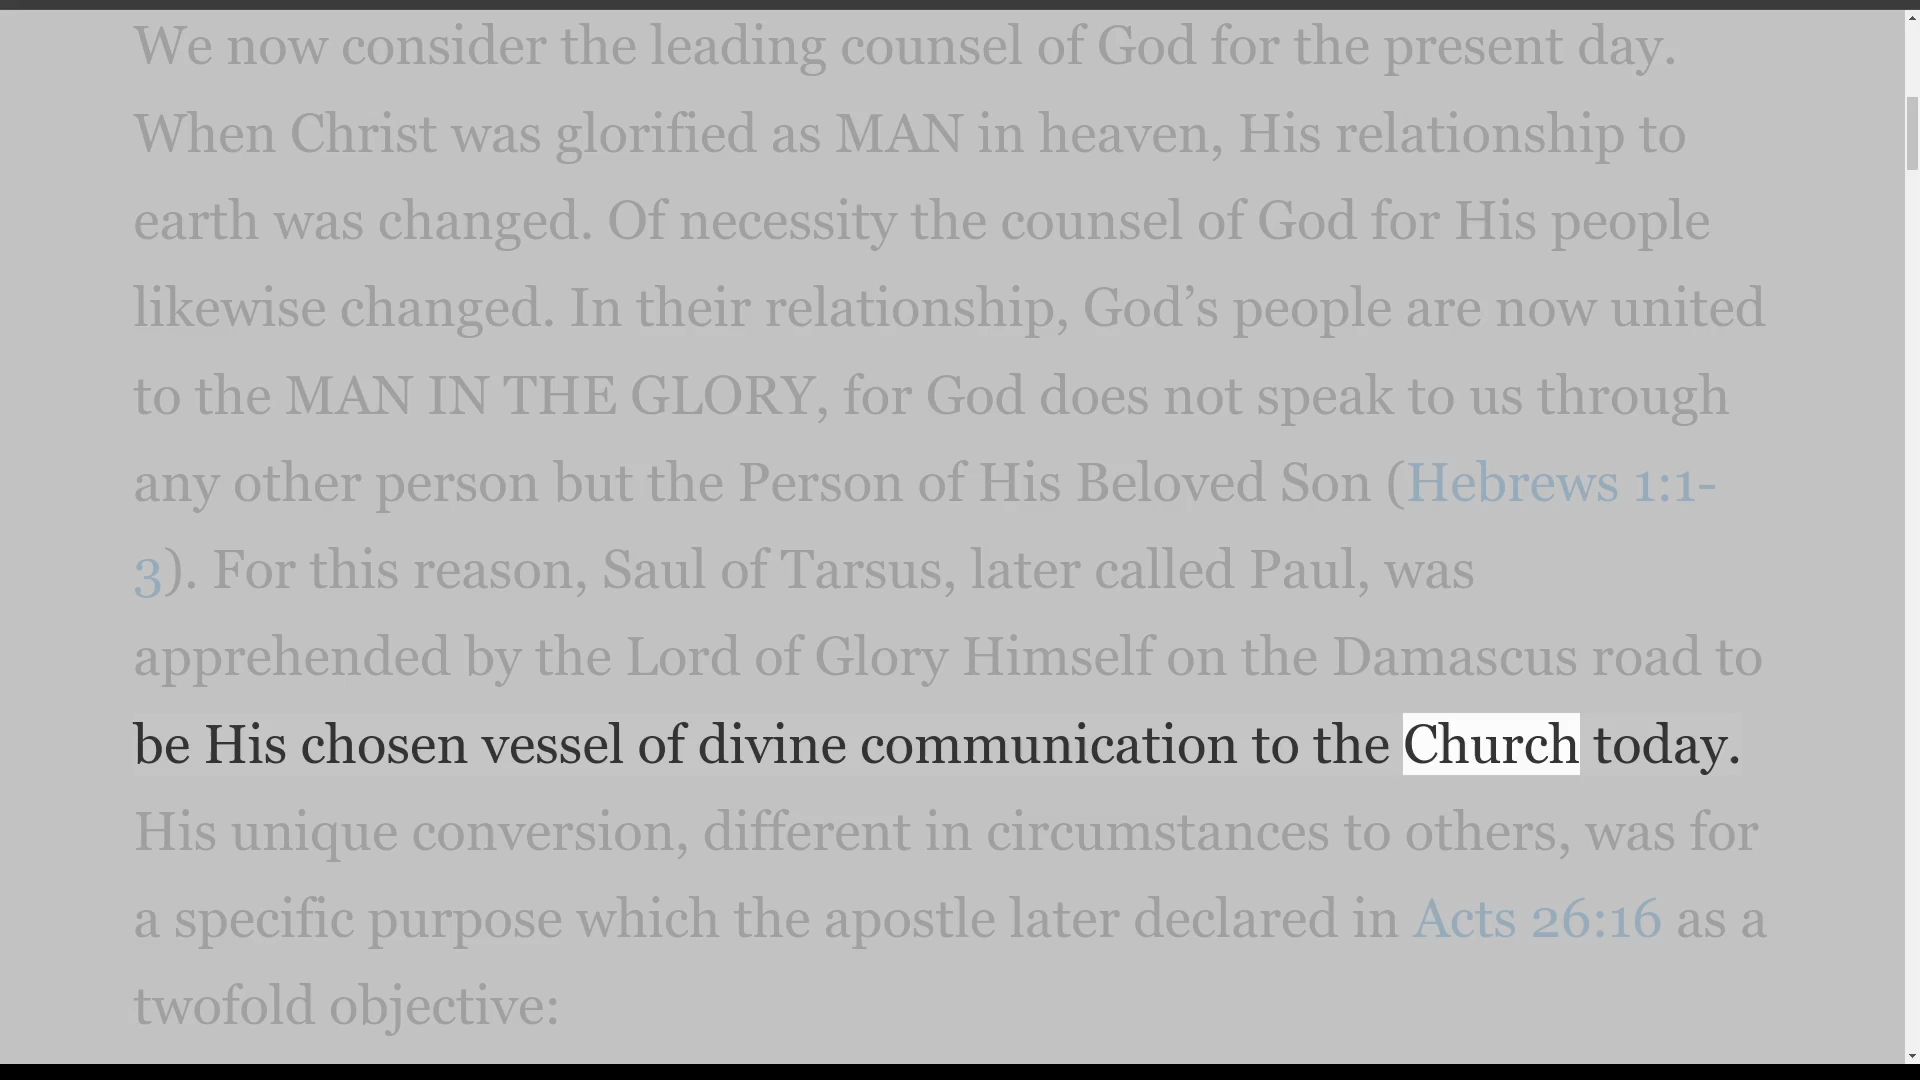 We now consider the leading counsel of God for the present day.
When Christ was glorified as MAN in heaven, His relationship to
earth was changed. Of necessity the counsel of God for His people
likewise changed. In their relationship, God’s people are now united
to the MAN IN THE GLORY, for God does not speak to us through
any other person but the Person of His Beloved Son (Hebrews 1:1-
3). For this reason, Saul of Tarsus, later called Paul, was
apprehended by the Lord of Glory Himself on the Damascus road to
be His chosen vessel of divine communication to the Church today.
His unique conversion, different in circumstances to others, was for
a specific purpose which the apostle later declared in Acts 26:16 as a
twofold objective: